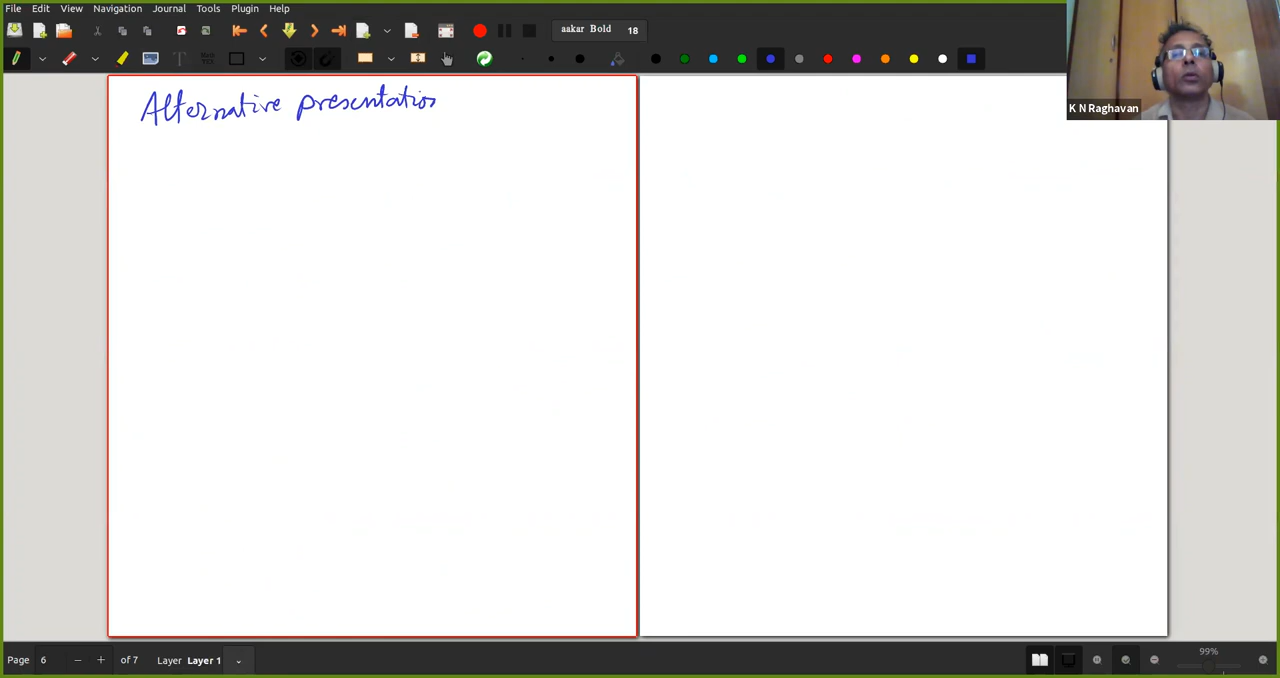 File Edit View Navigation Journal Tools Plugin Help
aakar Bold 18
Alternative presentation
K N Raghavan
Page 6 of 7 Layer Layer 1
99%